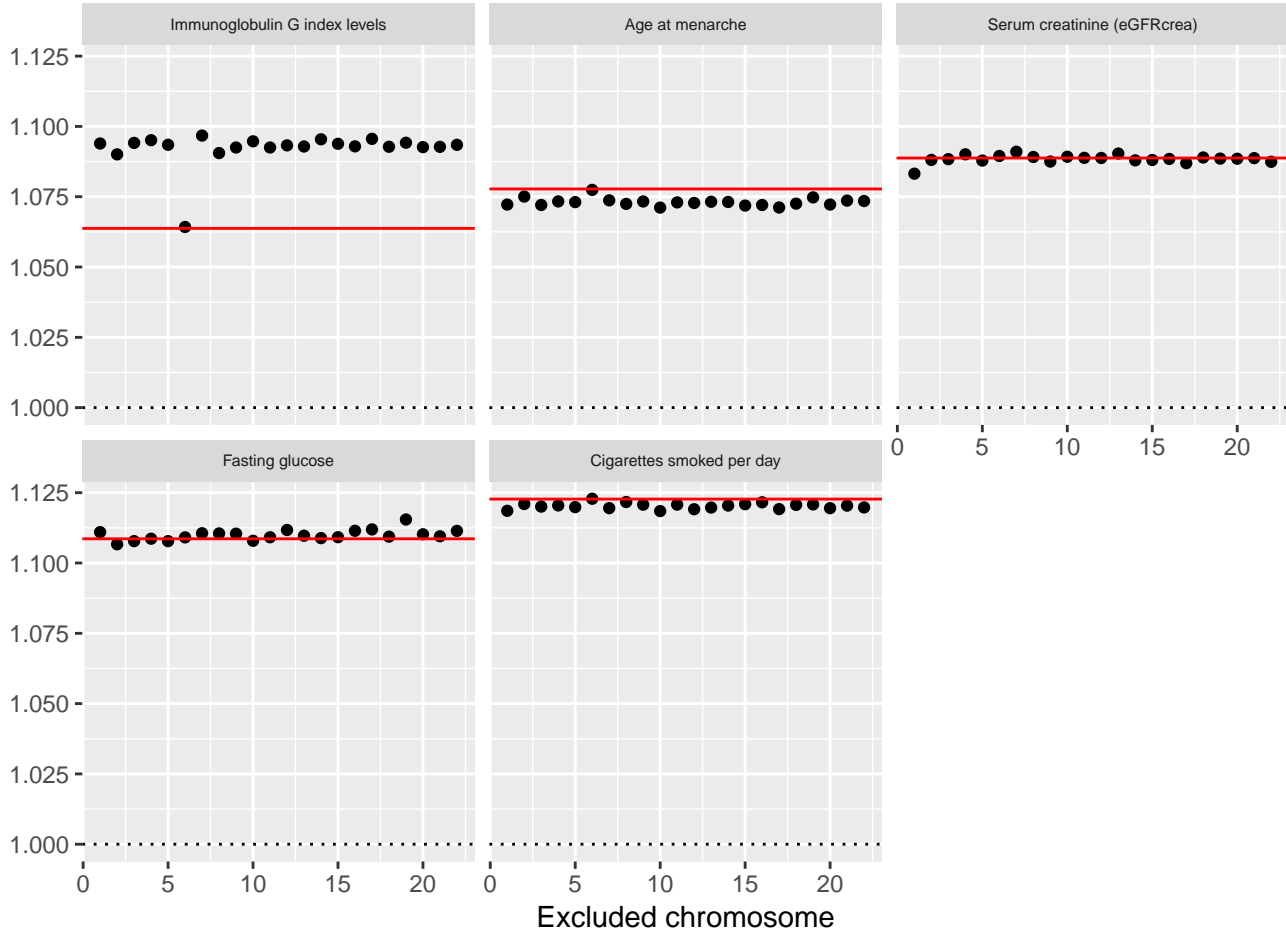 Immunoglobulin G index levels
Age at menarche
Serum creatinine (eGFRcrea)
1.125
1.100
1.075
1.050
1.025
1.000
0 5 10 15 20
Fasting glucose
Cigarettes smoked per day
1.125
1.100
1.075
1.050
1.025
1.000
0 5 10 15 20
0 5 10 15 20
Excluded chromosome